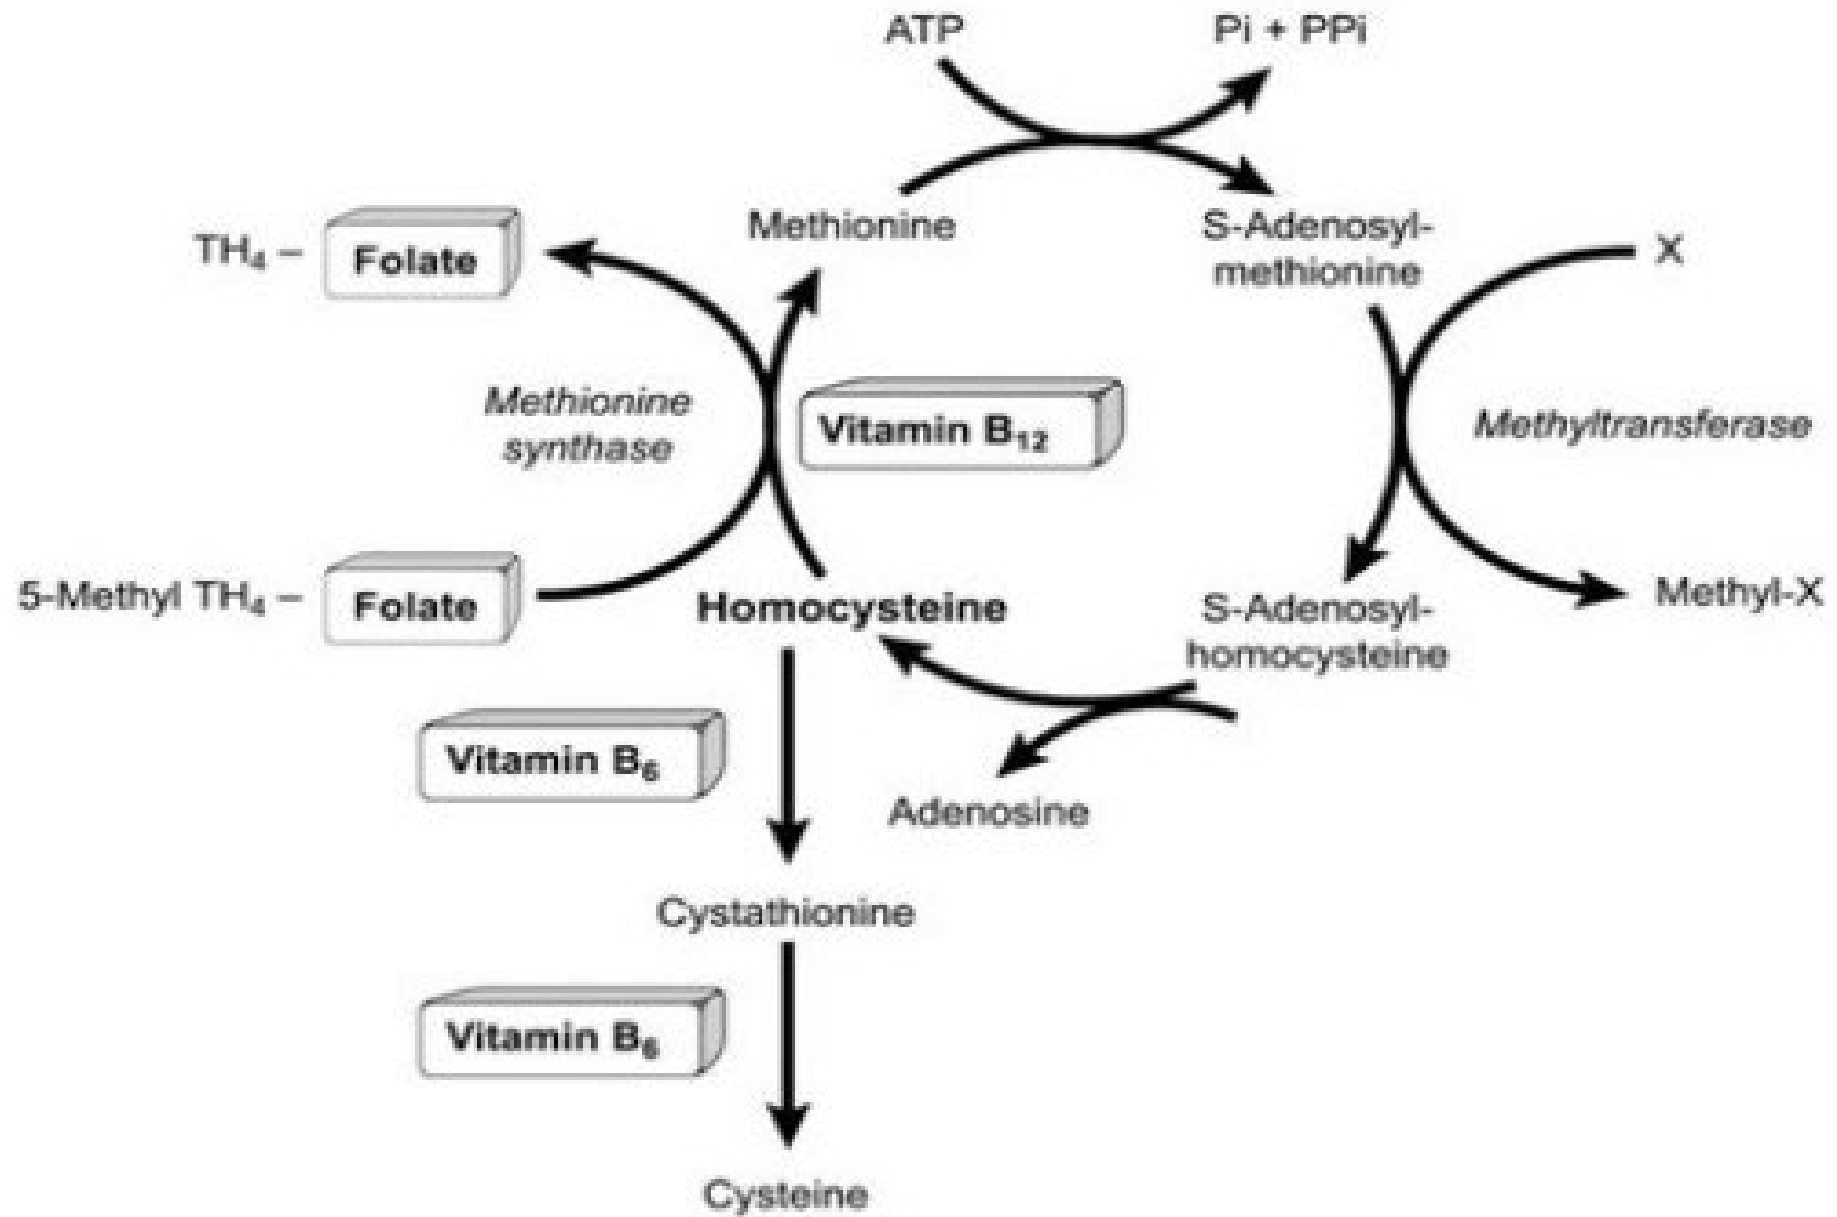 ATP
Pi + PPi
Methionine
S-Adenosyl-
methionine
X
TH₄ –
Folate
Methionine
synthase
Vitamin B₁₂
Methyltransferase
5-Methyl TH₄ –
Folate
Homocysteine
S-Adenosyl-
homocysteine
Methyl-X
Vitamin B₆
Adenosine
Cystathionine
Vitamin B₆
Cysteine